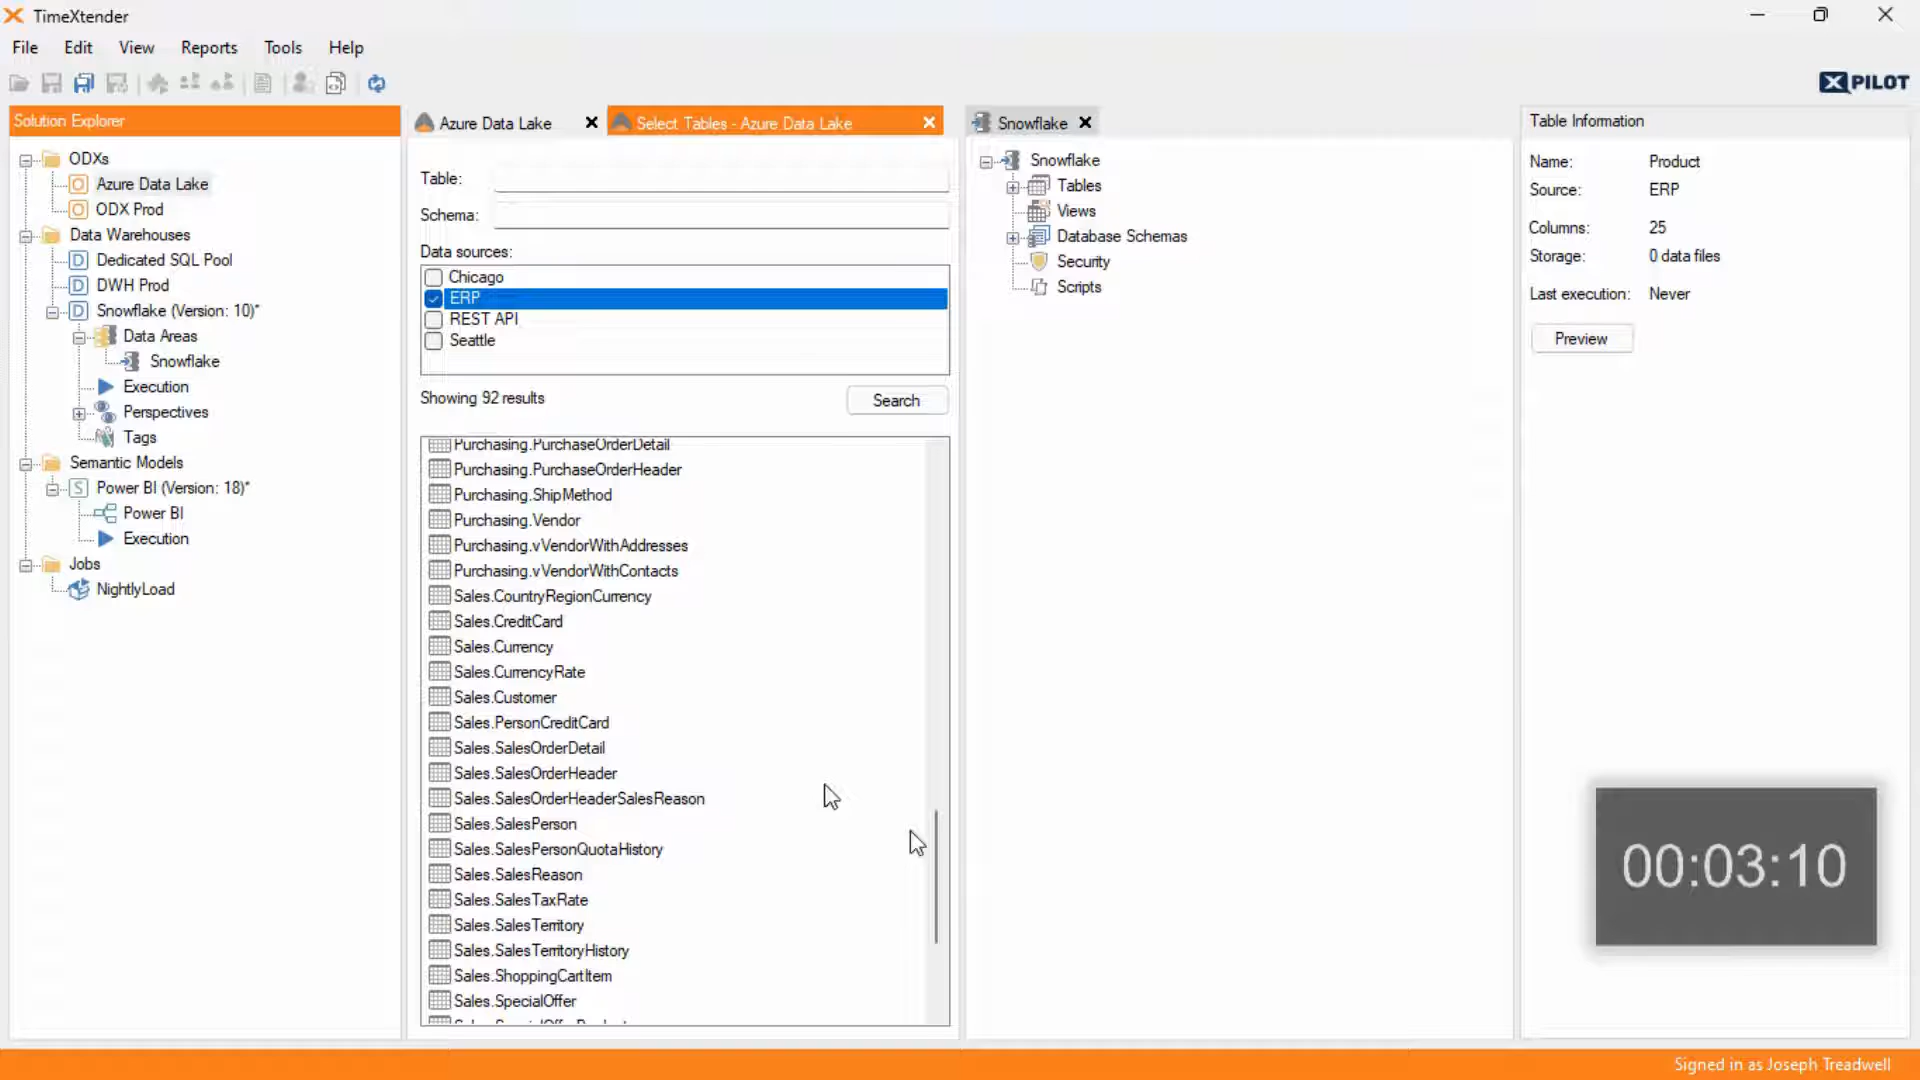 TimeXtender
File Edit View Reports Tools Help
XPILOT
Solution Explorer
ODXs
Azure Data Lake
ODX Prod
Data Warehouses
Dedicated SQL Pool
DWH Prod
Snowflake (Version: 10)*
Data Areas
Snowflake
Execution
Perspectives
Tags
Semantic Models
Power BI (Version: 18)*
Power BI
Execution
Jobs
NightlyLoad
Azure Data Lake
Select Tables - Azure Data Lake
Table:
Schema:
Data sources:
Chicago
ERP
REST API
Seattle
Showing 92 results
Search
Purchasing.PurchaseOrderDetail
Purchasing.PurchaseOrderHeader
Purchasing.ShipMethod
Purchasing.Vendor
Purchasing.vVendorWithAddresses
Purchasing.vVendorWithContacts
Sales.CountryRegionCurrency
Sales.CreditCard
Sales.Currency
Sales.CurrencyRate
Sales.Customer
Sales.PersonCreditCard
Sales.SalesOrderDetail
Sales.SalesOrderHeader
Sales.SalesOrderHeaderSalesReason
Sales.SalesPerson
Sales.SalesPersonQuotaHistory
Sales.SalesReason
Sales.SalesTaxRate
Sales.SalesTerritory
Sales.SalesTerritoryHistory
Sales.ShoppingCartItem
Sales.SpecialOffer
Snowflake
Snowflake
Tables
Views
Database Schemas
Security
Scripts
Table Information
Name: Product
Source: ERP
Columns: 25
Storage: 0 data files
Last execution: Never
Preview
00:03:10
Signed in as Joseph Treadwell